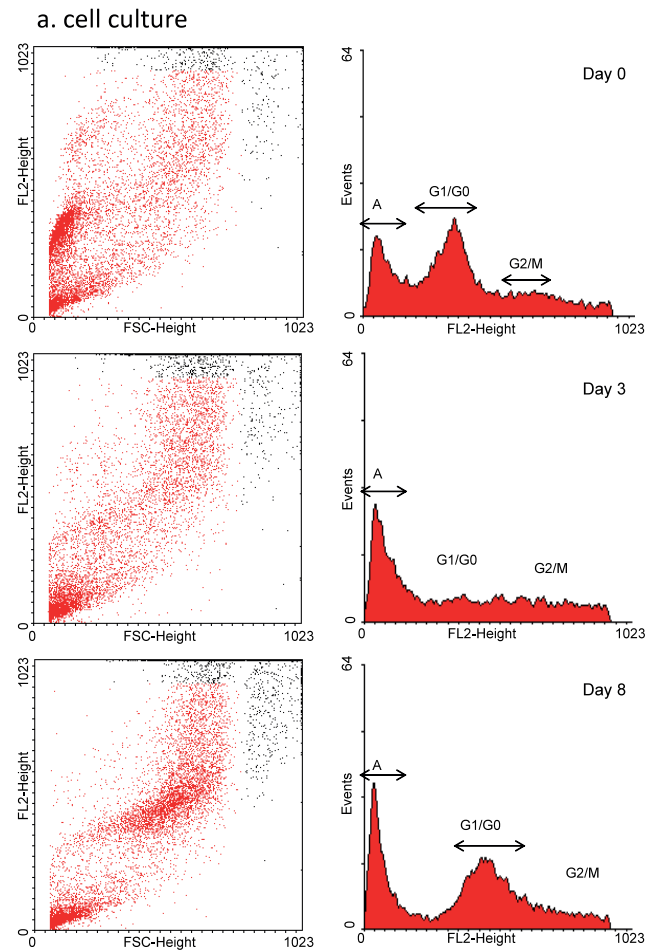 a. cell culture
1023
FL2-Height
0
0
FSC-Height
1023
64
Events
0
Day 0
A
G1/G0
G2/M
0
FL2-Height
1023
1023
FL2-Height
0
0
FSC-Height
1023
64
Events
0
Day 3
A
G1/G0
G2/M
0
FL2-Height
1023
1023
FL2-Height
0
0
FSC-Height
1023
64
Events
0
Day 8
A
G1/G0
G2/M
0
FL2-Height
1023